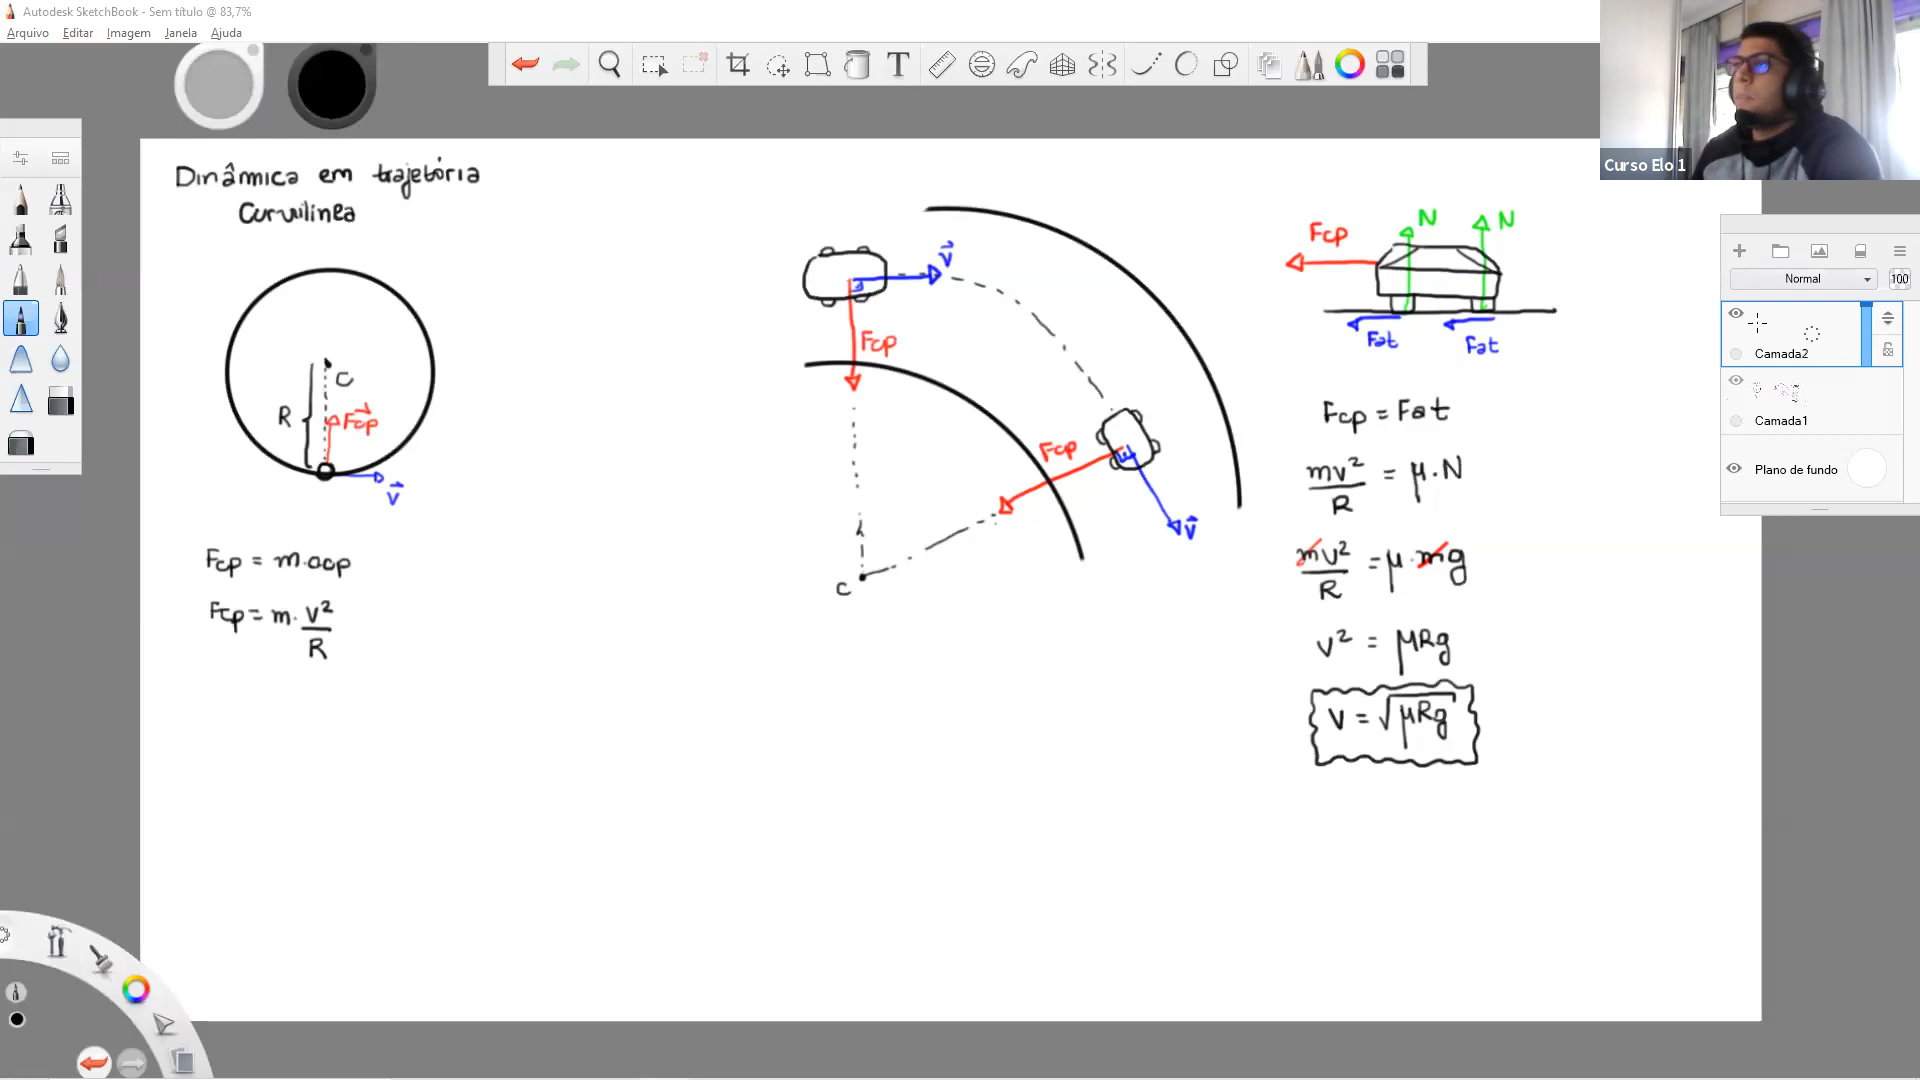 Autodesk SketchBook - Sem título @ 83,7%
Arquivo Editar Imagem Janela Ajuda
Curso Elo 1
Dinâmica em trajetória
Curvilínea
C
R
Fcp
V
Fcp = m.acp
Fcp = m. V²/R
V
Fcp
Fcp
V
C
Fcp
N
N
Fat
Fat
Fcp = Fat
mv²/R = μ.N
mv²/R = μ.mg
v² = μRg
v = √μRg
Normal
100
Camada2
Camada1
Plano de fundo